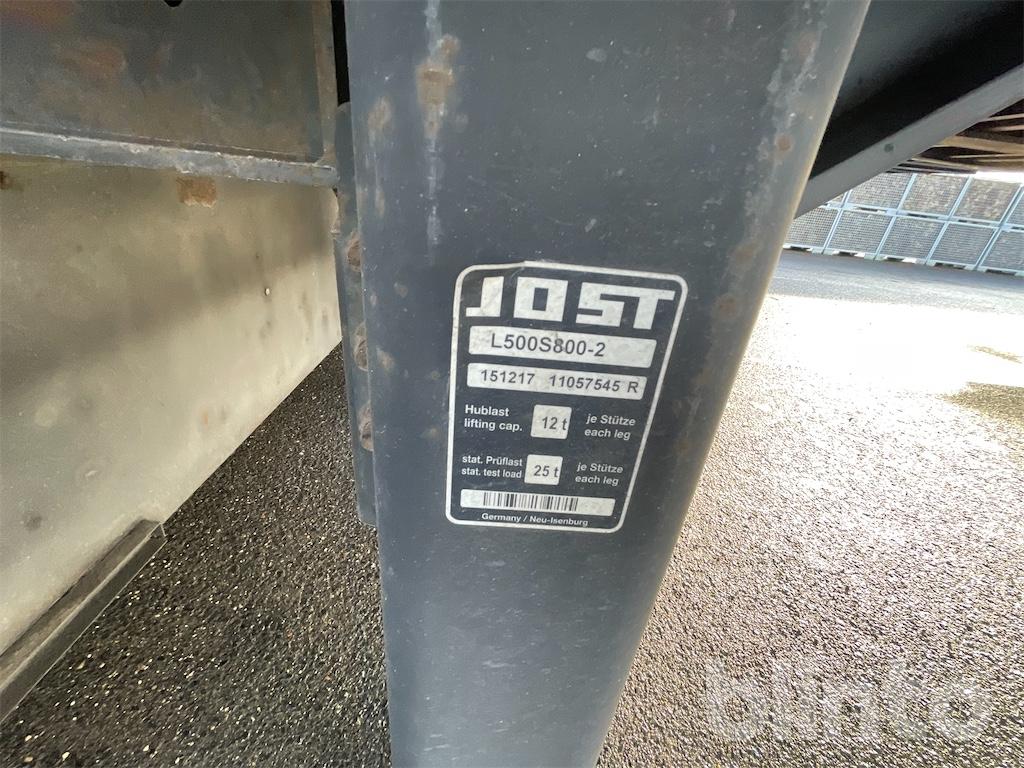 JOST
L500S800-2
151217 11057545 R
Hublast
lifting cap.
12 t
je Stütze
each leg
stat. Prüflast
stat. test load
25 t
je Stütze
each leg
Germany / Neu-Isenburg
blinto